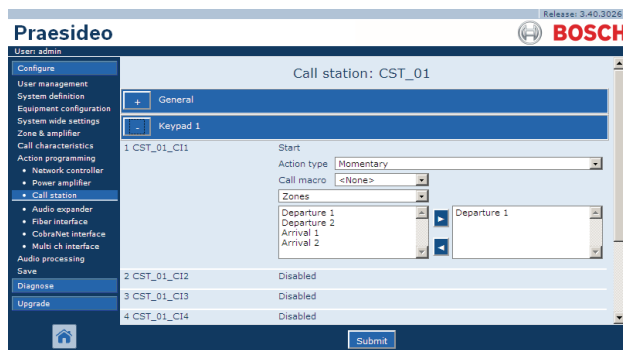 Release: 3.40.3026
Praesideo
BOSCH
User: admin
Configure
User management
System definition
Equipment configuration
System wide settings
Zone & amplifier
Call characteristics
Action programming
• Network controller
• Power amplifier
• Call station
• Audio expander
• Fiber interface
• CobraNet interface
• Multi ch interface
Audio processing
Save
Diagnose
Upgrade
Call station: CST_01
+ General
- Keypad 1
1 CST_01_CI1 Start
Action type Momentary
Call macro <None>
Zones
Departure 1
Departure 2
Arrival 1
Arrival 2
Departure 1
2 CST_01_CI2 Disabled
3 CST_01_CI3 Disabled
4 CST_01_CI4 Disabled
Submit